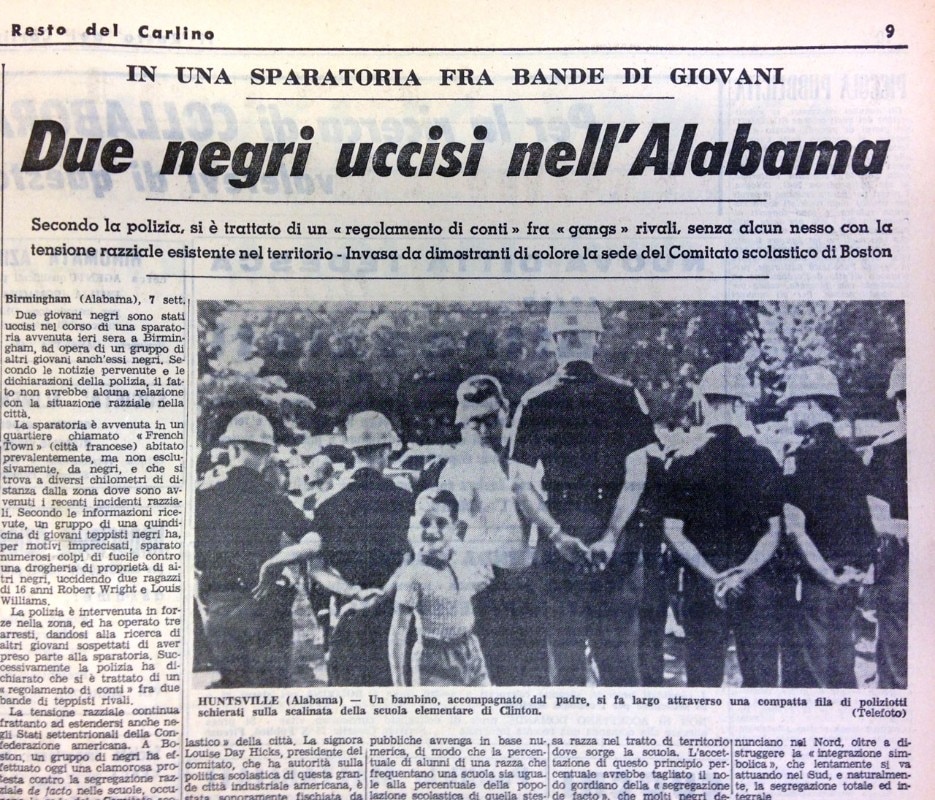 Resto del Carlino
9
IN UNA SPARATORIA FRA BANDE DI GIOVANI
Due negri uccisi nell'Alabama
Secondo la polizia, si è trattato di un « regolamento di conti » fra « gangs » rivali, senza alcun nesso con la
tensione razziale esistente nel territorio - Invasa da dimostranti di colore la sede del Comitato scolastico di Boston
Birmingham (Alabama), 7 sett.
Due giovani negri sono stati
uccisi nel corso di una sparato-
ria avvenuta ieri sera a Birmin-
gham, ad opera di un gruppo di
altri giovani anch'essi negri. Se-
condo le notizie pervenute e le
dichiarazioni della polizia, il fat-
to non avrebbe alcuna relazione
con la situazione razziale nella
città.
La sparatoria è avvenuta in un
quartiere chiamato « French
Town » (città francese) abitato
prevalentemente, ma non esclu-
sivamente, da negri, e che si
trova a diversi chilometri di di-
stanza dalla zona dove sono av-
venuti i recenti incidenti razzia-
li. Secondo le informazioni rice-
vute, un gruppo di una quindi-
cina di giovani teppisti negri ha,
per motivi imprecisati, sparato
numerosi colpi di fucile contro
una drogheria di proprietà di al-
tri negri, uccidendo due ragazzi
di 16 anni Robert Wright e Louis
Williams.
La polizia è intervenuta in for-
ze nella zona, ed ha operato tre
arresti, dandosi alla ricerca di
altri giovani sospettati di aver
preso parte alla sparatoria. Suc-
cessivamente la polizia ha di-
chiarato che si è trattato di un
« regolamento di conti » fra due
bande di teppisti rivali.
La tensione razziale continua
frattanto ad estendersi anche ne-
gli Stati settentrionali della Con-
federazione americana. A Bo-
ston, un gruppo di negri ha ef-
fettuato oggi una clamorosa pro-
testa contro la segregazione raz-
ziale de facto nelle scuole, occu-
HUNTSVILLE (Alabama) — Un bambino, accompagnato dal padre, si fa largo attraverso una compatta fila di poliziotti
schierati sulla scalinata della scuola elementare di Clinton.
(Telefoto)
lastico » della città. La signora
Louise Day Hicks, presidente del
comitato, che ha autorità sulla
politica scolastica di questa gran-
de città industriale americana, è
stata sonoramente fischiata da
pubbliche avvenga in base nu-
merica, di modo che la percen-
tuale di alunni di una razza che
frequentano una scuola sia ugua-
le alla percentuale della popo-
lazione scolastica di quella stes-
sa razza nel tratto di territorio
dove sorge la scuola. L'accet-
tazione di questo principio per-
centuale avrebbe tagliato il no-
do gordiano della « segregazione
de facto », che molti negri de-
nunciano nel Nord, oltre a di-
struggere la « integrazione sim-
bolica », che lentamente si va
attuando nel Sud, e naturalmen-
te, la segregazione totale ed in-
tegrale